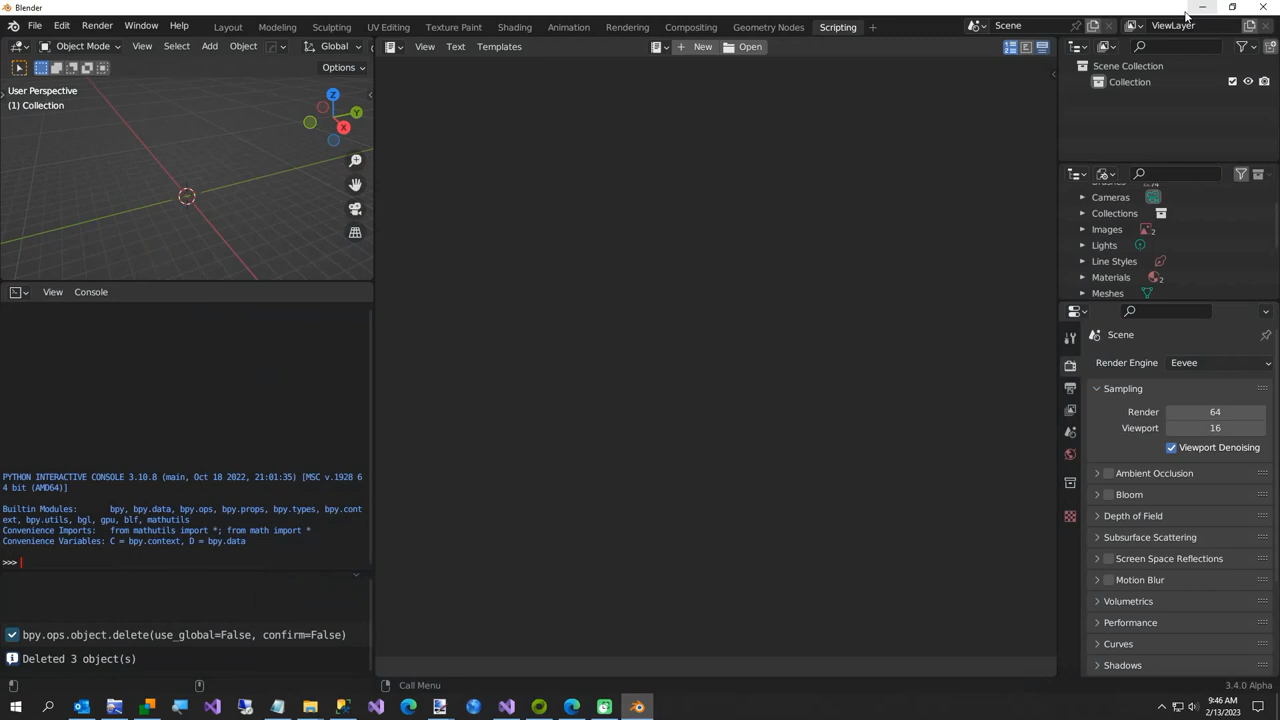 Blender
File Edit Render Window Help Layout Modeling Sculpting UV Editing Texture Paint Shading Animation Rendering Compositing Geometry Nodes Scripting + Scene ViewLayer
Object Mode View Select Add Object Global View Text Templates + New Open
Options
User Perspective
(1) Collection
Z
Y
X
Scene Collection
Collection
Cameras
Collections
Images 2
Lights
Line Styles
Materials 2
Meshes
View Console
PYTHON INTERACTIVE CONSOLE 3.10.8 (main, Oct 18 2022, 21:01:35) [MSC v.1928 6
4 bit (AMD64)]
Builtin Modules: bpy, bpy.data, bpy.ops, bpy.props, bpy.types, bpy.cont
ext, bpy.utils, bgl, gpu, blf, mathutils
Convenience Imports: from mathutils import *; from math import *
Convenience Variables: C = bpy.context, D = bpy.data
>>>
bpy.ops.object.delete(use_global=False, confirm=False)
Deleted 3 object(s)
Scene
Render Engine Eevee
Sampling
Render 64
Viewport 16
Viewport Denoising
Ambient Occlusion
Bloom
Depth of Field
Subsurface Scattering
Screen Space Reflections
Motion Blur
Volumetrics
Performance
Curves
Shadows
Call Menu 3.4.0 Alpha
9:46 AM
2/13/2023